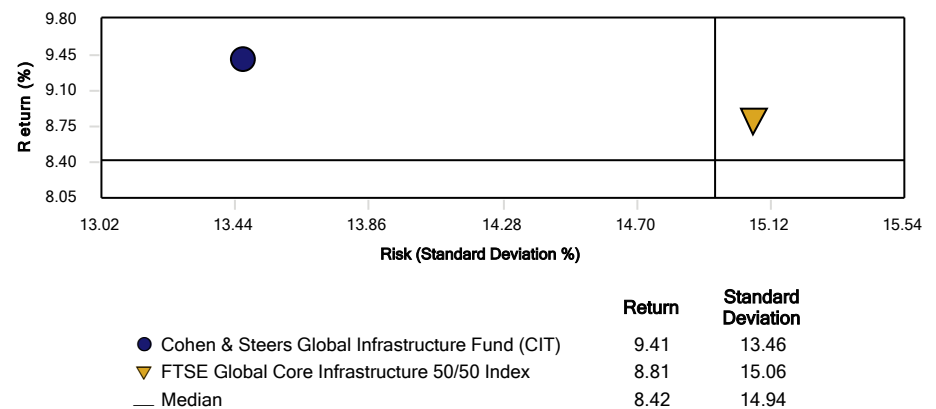 9.80
9.45
9.10
8.75
8.40
8.05
Return (%)
13.02 13.44 13.86 14.28 14.70 15.12 15.54
Risk (Standard Deviation %)
Return Standard Deviation
Cohen & Steers Global Infrastructure Fund (CIT) 9.41 13.46
FTSE Global Core Infrastructure 50/50 Index 8.81 15.06
Median 8.42 14.94